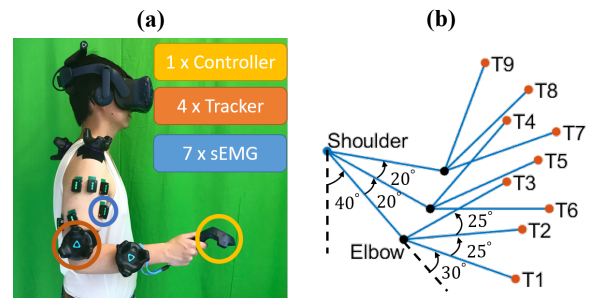 (a)
1 x Controller
4 x Tracker
7 x sEMG
(b)
T9
T8
T4
T7
Shoulder
T5
20°
T3
40°
20°
T6
25°
T2
Elbow
25°
30°
T1